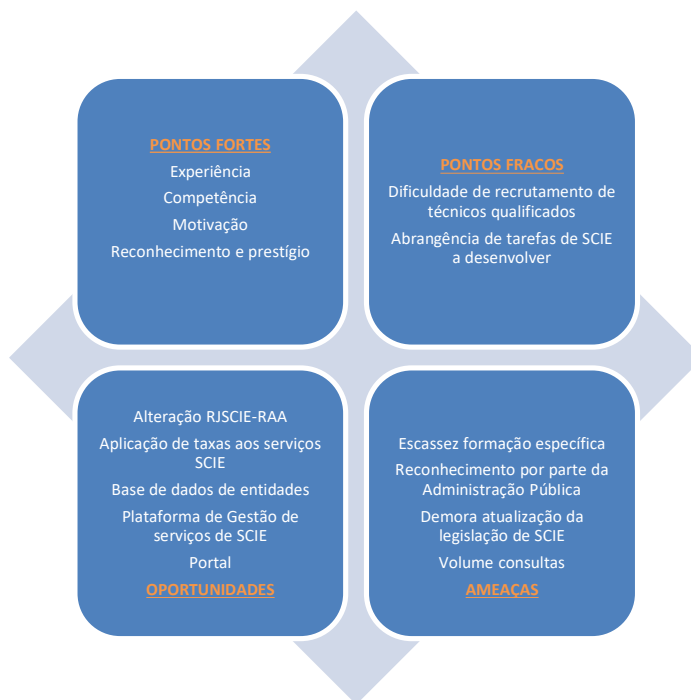 PONTOS FORTES
Experiência
Competência
Motivação
Reconhecimento e prestígio
PONTOS FRACOS
Dificuldade de recrutamento de
técnicos qualificados
Abrangência de tarefas de SCIE
a desenvolver
Alteração RJSCIE-RAA
Aplicação de taxas aos serviços
SCIE
Base de dados de entidades
Plataforma de Gestão de
serviços de SCIE
Portal
OPORTUNIDADES
Escassez formação específica
Reconhecimento por parte da
Administração Pública
Demora atualização da
legislação de SCIE
Volume consultas
AMEAÇAS